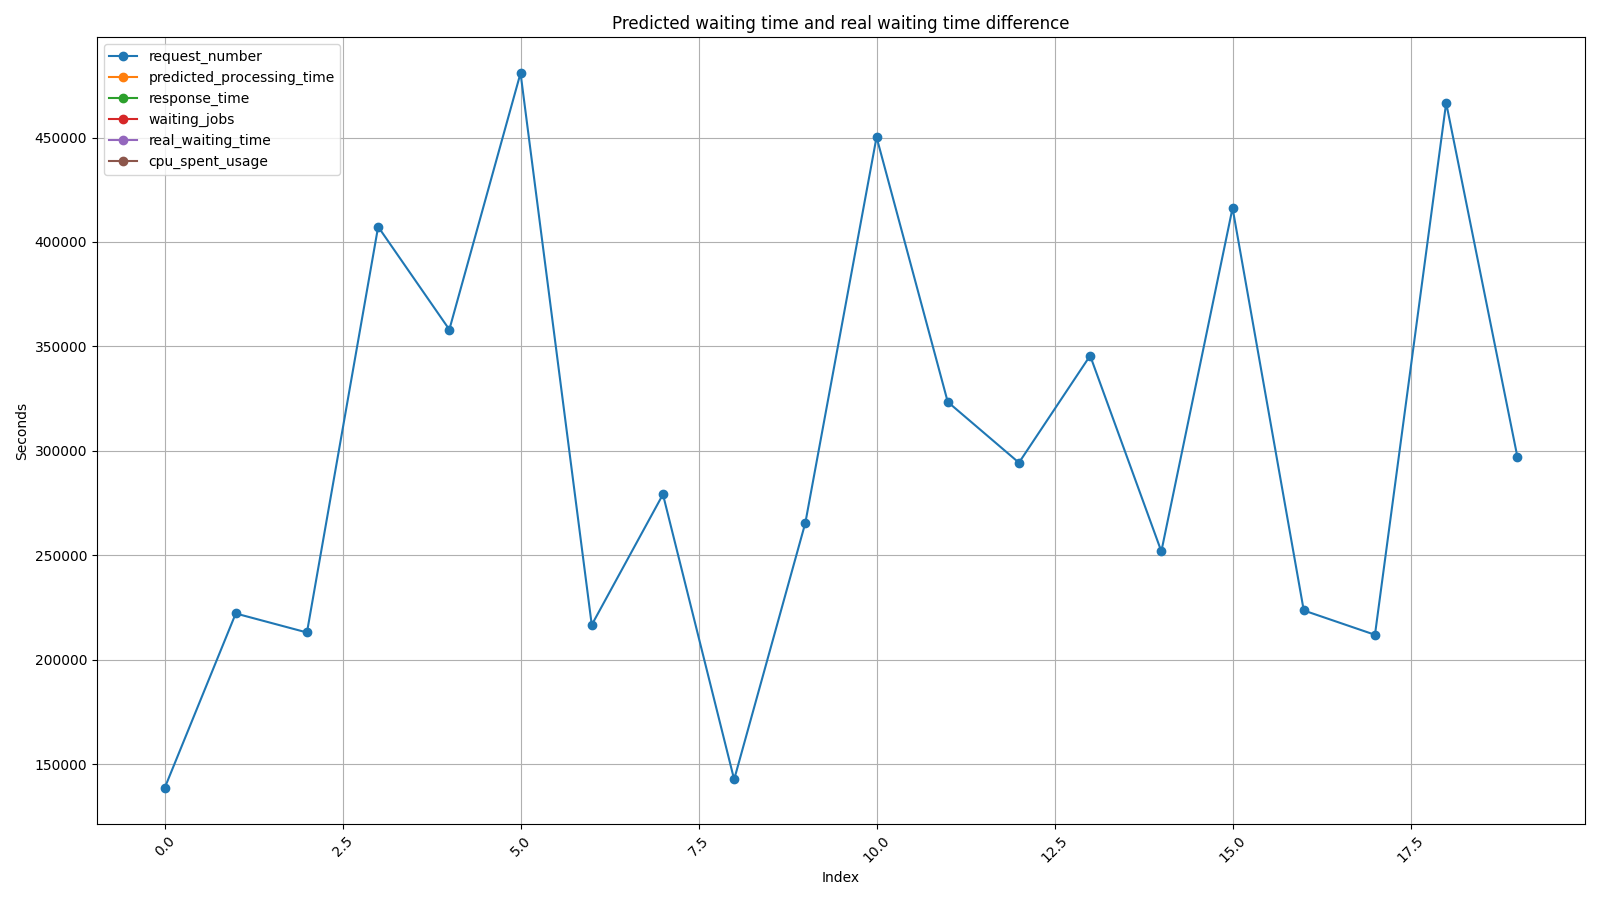 Predicted waiting time and real waiting time difference
request_number
predicted_processing_time
response_time
waiting_jobs
real_waiting_time
cpu_spent_usage
450000
400000
350000
300000
250000
200000
150000
Seconds
0.0
2.5
5.0
7.5
10.0
12.5
15.0
17.5
Index